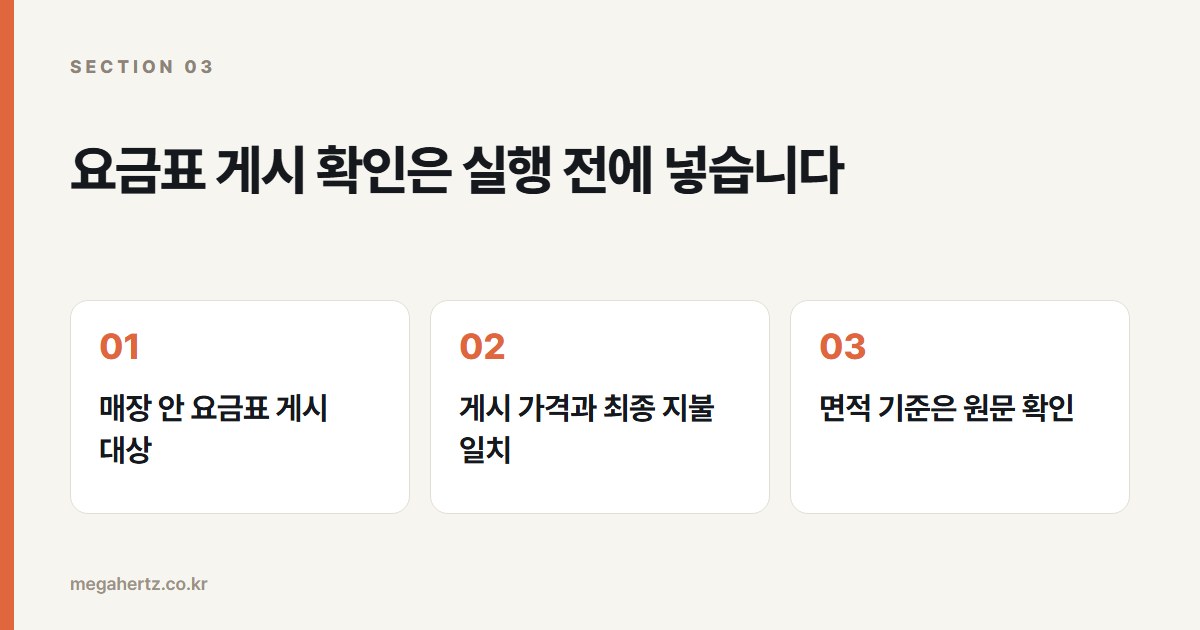 SECTION 03
요금표 게시 확인은 실행 전에 넣습니다
01
매장 안 요금표 게시
대상
02
게시 가격과 최종 지불
일치
03
면적 기준은 원문 확인
megahertz.co.kr